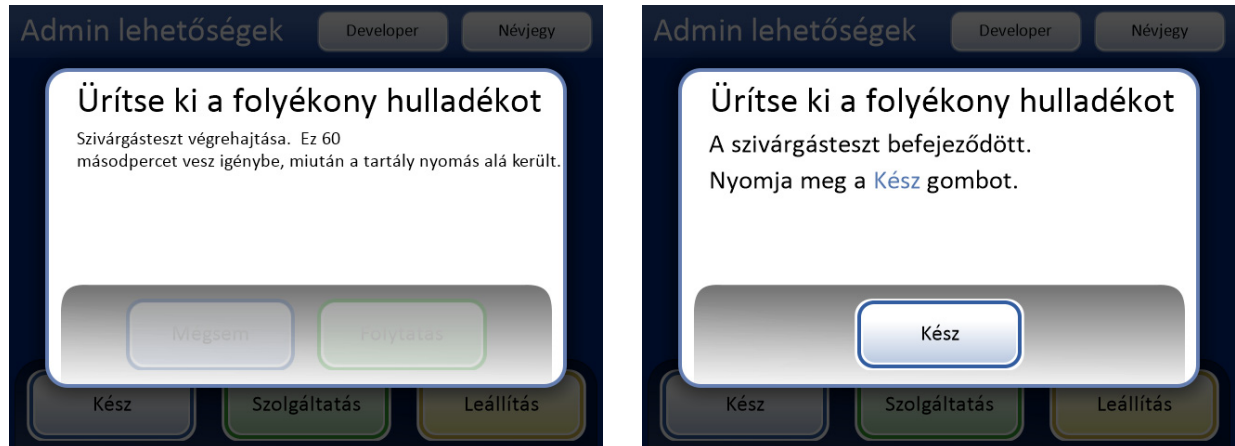 Admin lehetőségek Developer Névjegy
Ürítse ki a folyékony hulladékot
Szivárgásteszt végrehajtása. Ez 60
másodpercet vesz igénybe, miután a tartály nyomás alá került.
Mégsem Folytatás
Kész Szolgáltatás Leállítás
Admin lehetőségek Developer Névjegy
Ürítse ki a folyékony hulladékot
A szivárgásteszt befejeződött.
Nyomja meg a Kész gombot.
Kész
Kész Szolgáltatás Leállítás